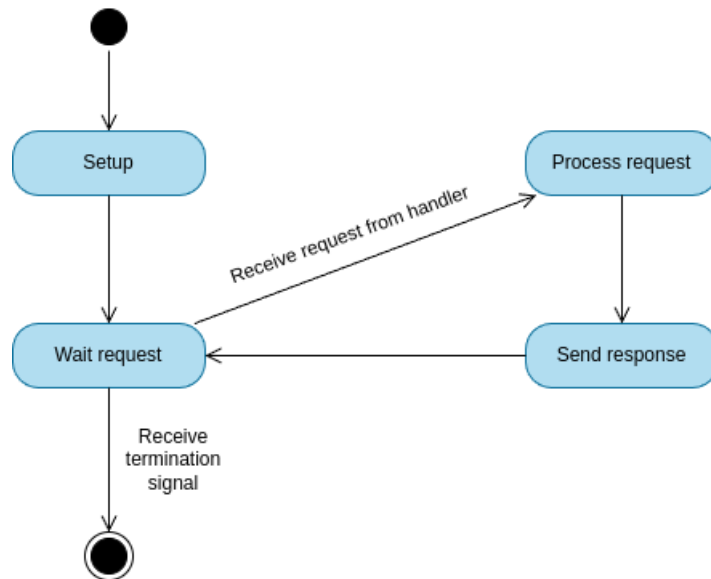 Setup
Process request
Receive request from handler
Wait request
Send response
Receive
termination
signal